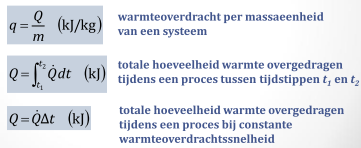 q = Q/m (kJ/kg) warmteoverdracht per massaeenheid
van een systeem
Q = ∫_{t₁}^{t₂} Q̇dt (kJ) totale hoeveelheid warmte overgedragen
tijdens een proces tussen tijdstippen t₁ en t₂
Q = Q̇Δt (kJ) totale hoeveelheid warmte overgedragen
tijdens een proces bij constante
warmteoverdrachtssnelheid